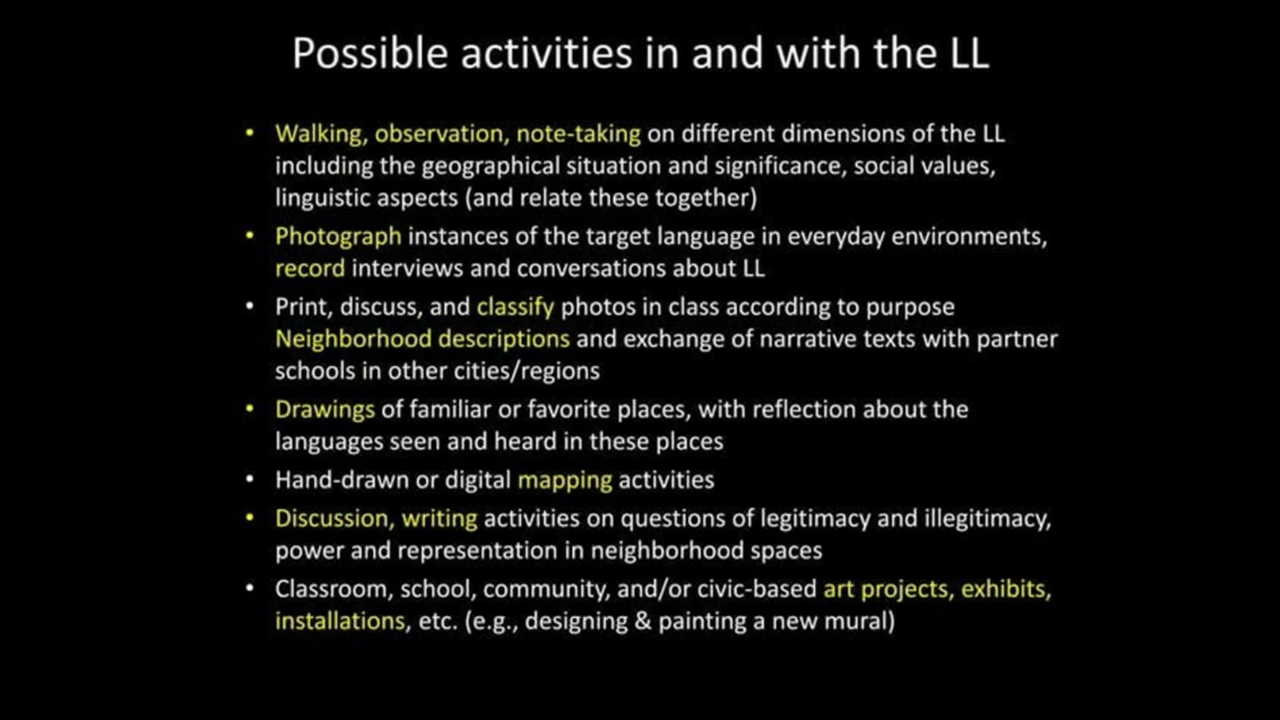 Possible activities in and with the LL
• Walking, observation, note-taking on different dimensions of the LL
including the geographical situation and significance, social values,
linguistic aspects (and relate these together)
• Photograph instances of the target language in everyday environments,
record interviews and conversations about LL
• Print, discuss, and classify photos in class according to purpose
Neighborhood descriptions and exchange of narrative texts with partner
schools in other cities/regions
• Drawings of familiar or favorite places, with reflection about the
languages seen and heard in these places
• Hand-drawn or digital mapping activities
• Discussion, writing activities on questions of legitimacy and illegitimacy,
power and representation in neighborhood spaces
• Classroom, school, community, and/or civic-based art projects, exhibits,
installations, etc. (e.g., designing & painting a new mural)